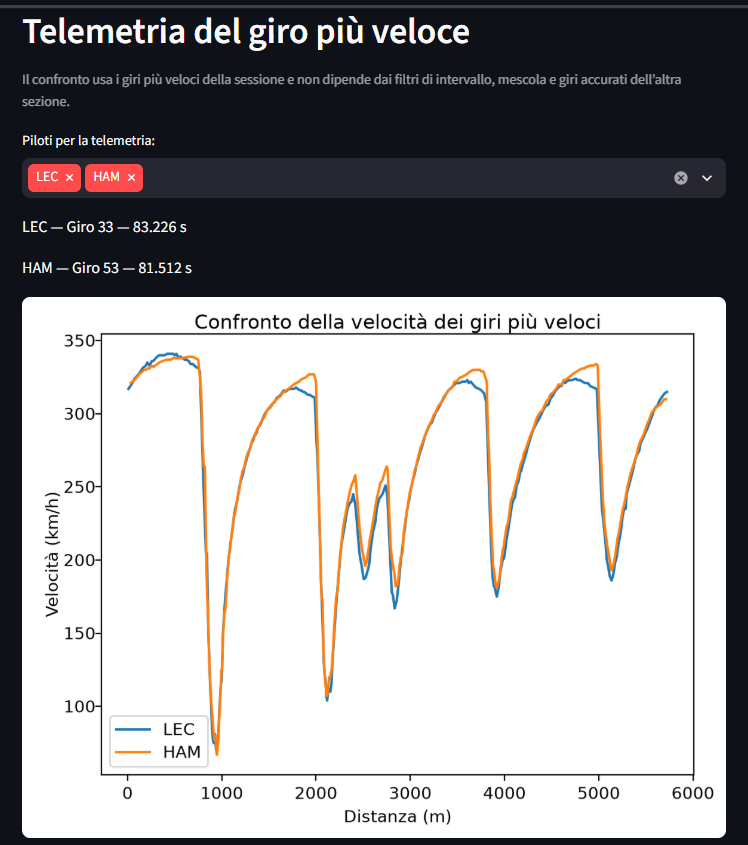 Telemetria del giro più veloce
Il confronto usa i giri più veloci della sessione e non dipende dai filtri di intervallo, mescola e giri accurati dell'altra
sezione.
Piloti per la telemetria:
LEC × HAM ×
LEC — Giro 33 — 83.226 s
HAM — Giro 53 — 81.512 s
Confronto della velocità dei giri più veloci
350
300
250
200
150
100
Velocità (km/h)
LEC
HAM
0 1000 2000 3000 4000 5000 6000
Distanza (m)